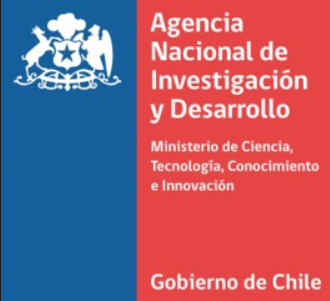 Agencia
Nacional de
Investigación
y Desarrollo
Ministerio de Ciencia,
Tecnología, Conocimiento
e Innovación
Gobierno de Chile